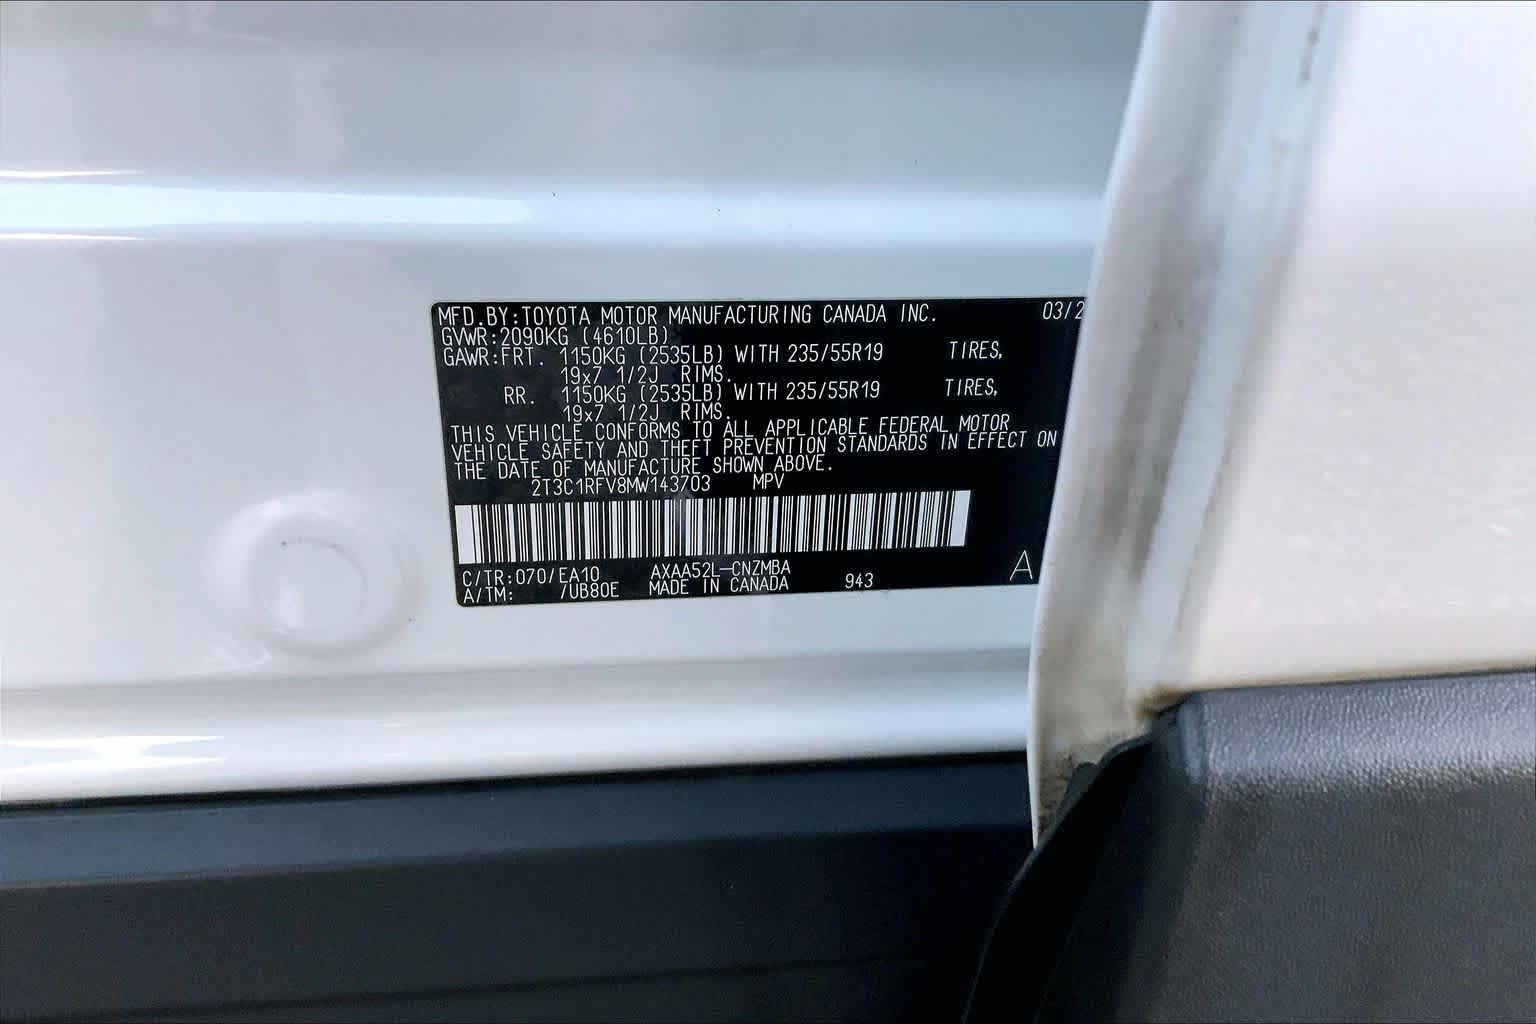 MFD.BY:TOYOTA MOTOR MANUFACTURING CANADA INC. 03/2
GVWR:2090KG (4610LB)
GAWR:FRT. 1150KG (2535LB) WITH 235/55R19 TIRES,
19x7 1/2J RIMS.
RR. 1150KG (2535LB) WITH 235/55R19 TIRES,
19x7 1/2J RIMS.
THIS VEHICLE CONFORMS TO ALL APPLICABLE FEDERAL MOTOR
VEHICLE SAFETY AND THEFT PREVENTION STANDARDS IN EFFECT ON
THE DATE OF MANUFACTURE SHOWN ABOVE.
2T3C1RFV8MW143703 MPV
C/TR:070/EA10 AXAA52L-CNZMBA
A/TM: /UB80E MADE IN CANADA 943 A